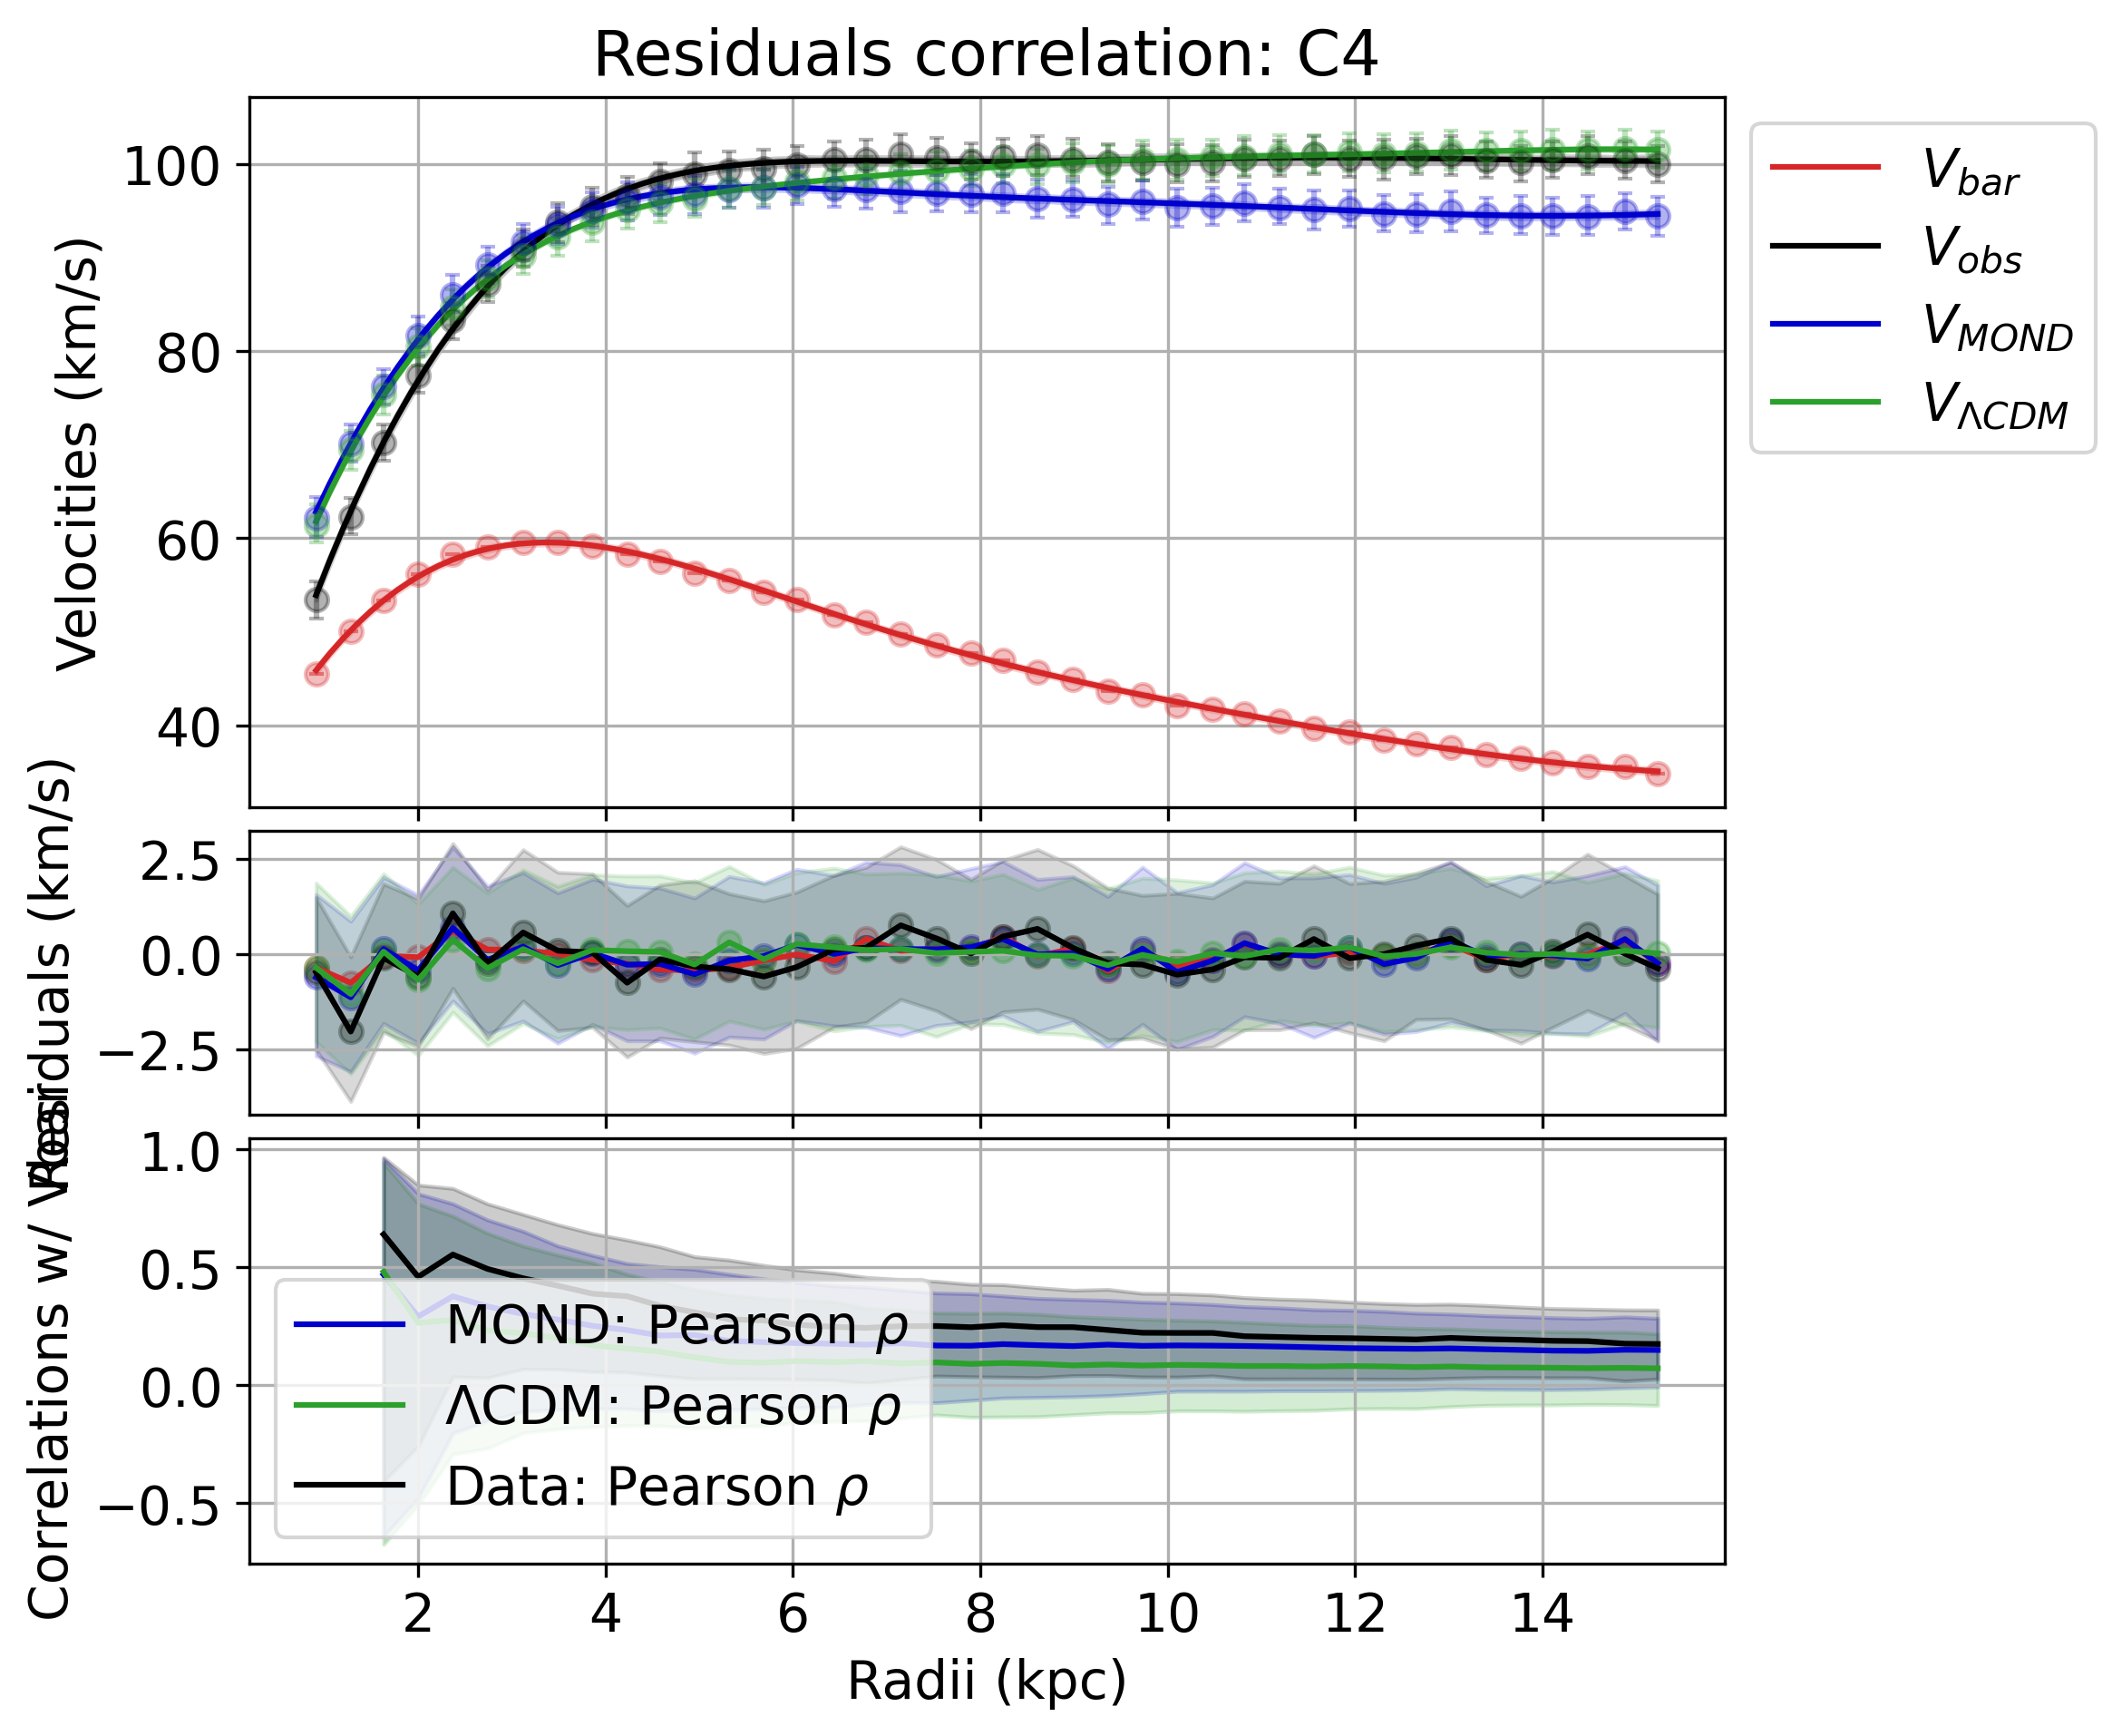 Residuals correlation: C4
Velocities (km/s)
100
80
60
40
V_bar
V_obs
V_MOND
V_ΛCDM
Residuals (km/s)
2.5
0.0
−2.5
Correlations w/ Vbar
1.0
0.5
0.0
−0.5
MOND: Pearson ρ
ΛCDM: Pearson ρ
Data: Pearson ρ
2 4 6 8 10 12 14
Radii (kpc)